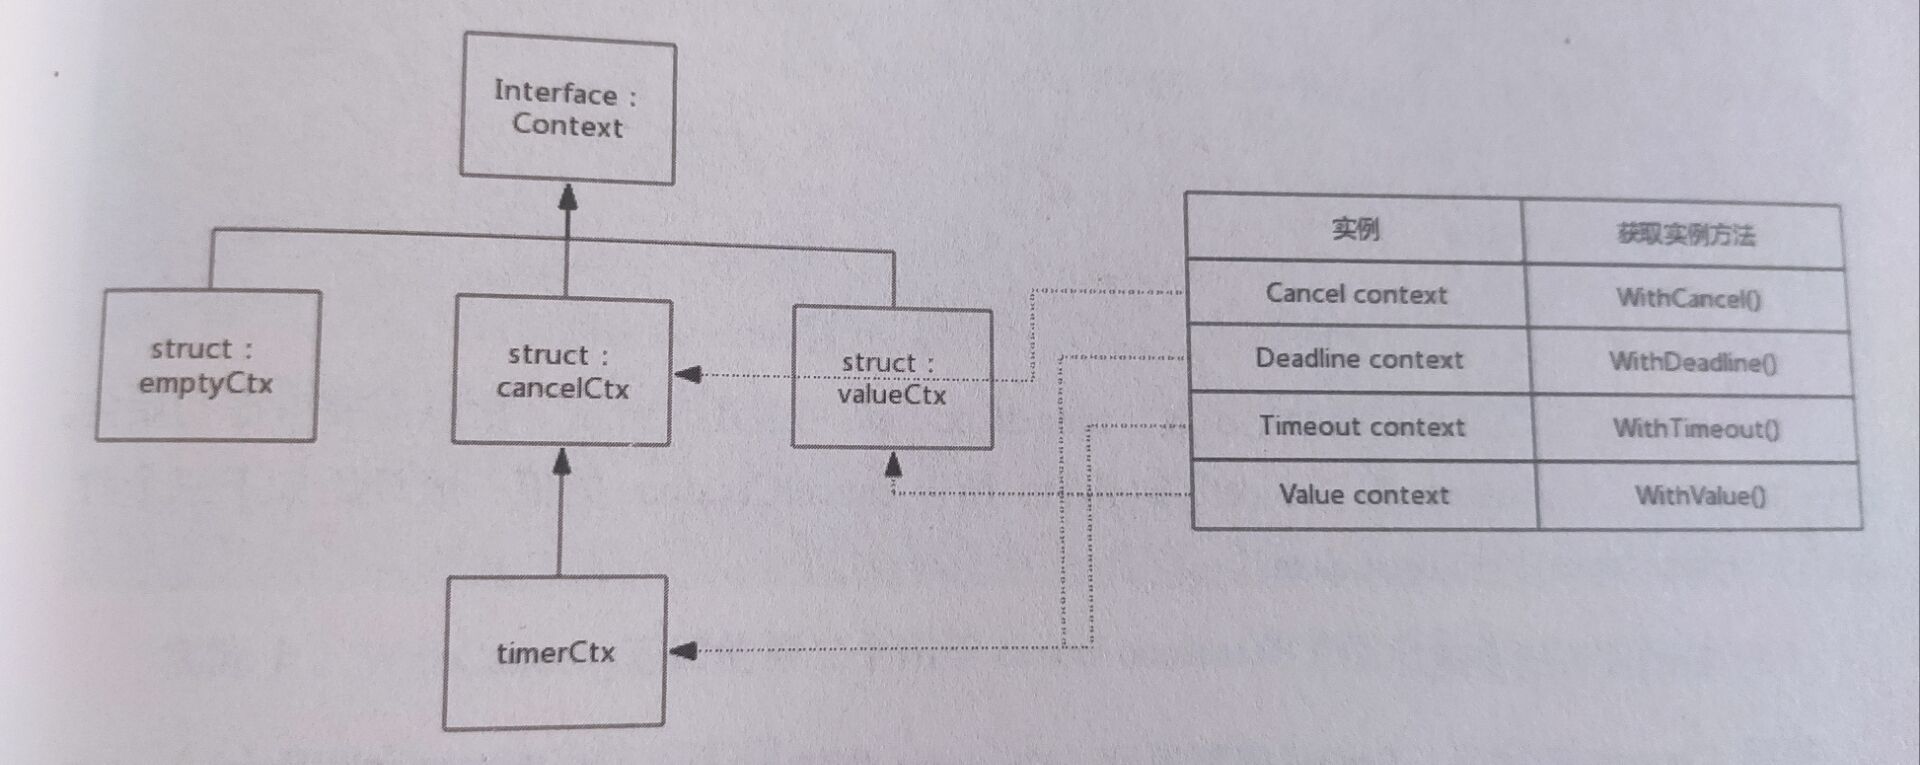 Interface：
Context
struct：
emptyCtx
struct：
cancelCtx
struct：
valueCtx
timerCtx
实例 获取实例方法
Cancel context WithCancel()
Deadline context WithDeadline()
Timeout context WithTimeout()
Value context WithValue()